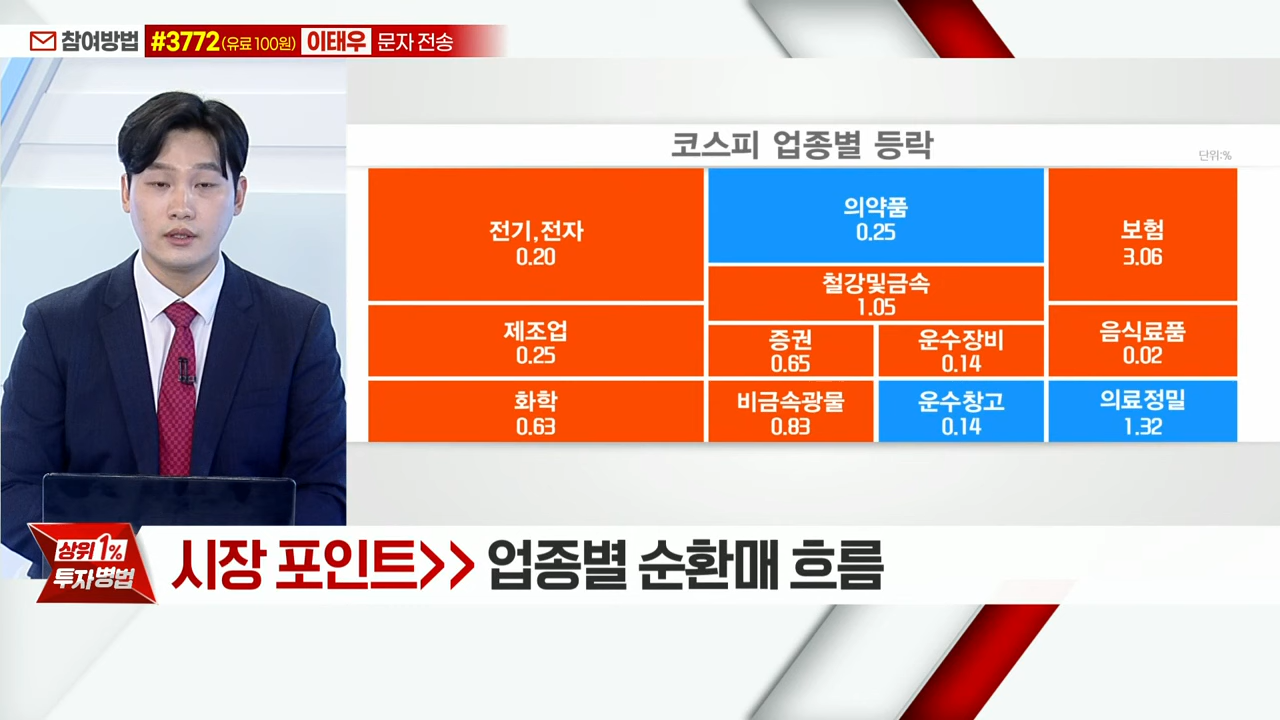 참여방법 #3772(유료 100원) 이태우 문자 전송
코스피 업종별 등락
단위:%
전기,전자
0.20
의약품
0.25
보험
3.06
철강및금속
1.05
제조업
0.25
증권
0.65
운수장비
0.14
음식료품
0.02
화학
0.63
비금속광물
0.83
운수창고
0.14
의료정밀
1.32
상위 1%
투자병법
시장 포인트>> 업종별 순환매 흐름